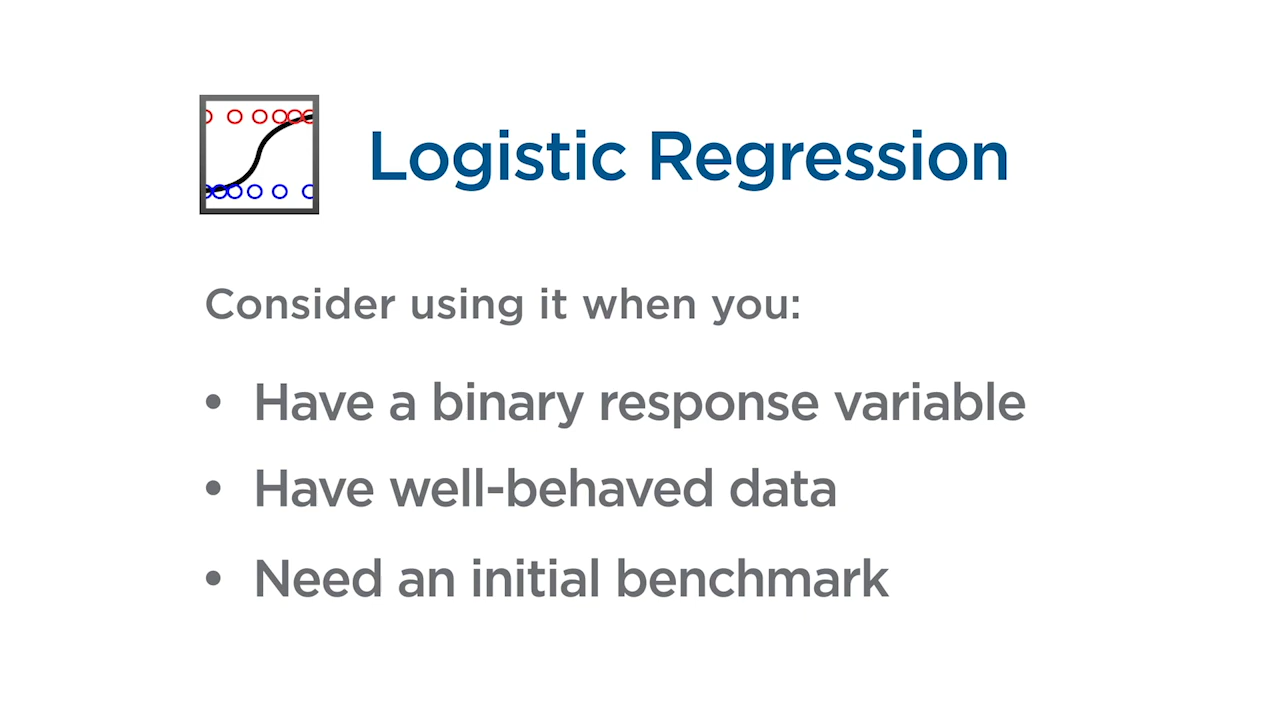 Logistic Regression
Consider using it when you:
• Have a binary response variable
• Have well-behaved data
• Need an initial benchmark